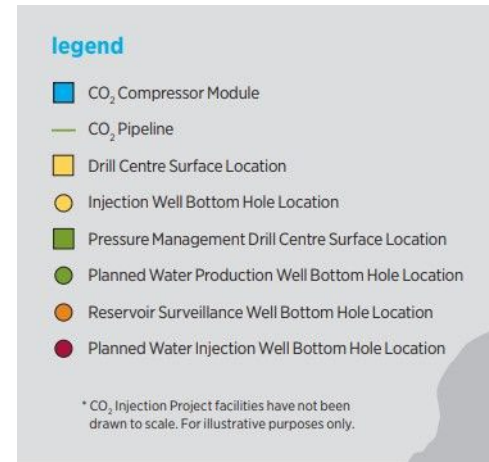 legend
CO₂ Compressor Module
CO₂ Pipeline
Drill Centre Surface Location
Injection Well Bottom Hole Location
Pressure Management Drill Centre Surface Location
Planned Water Production Well Bottom Hole Location
Reservoir Surveillance Well Bottom Hole Location
Planned Water Injection Well Bottom Hole Location
* CO₂ Injection Project facilities have not been
drawn to scale. For illustrative purposes only.